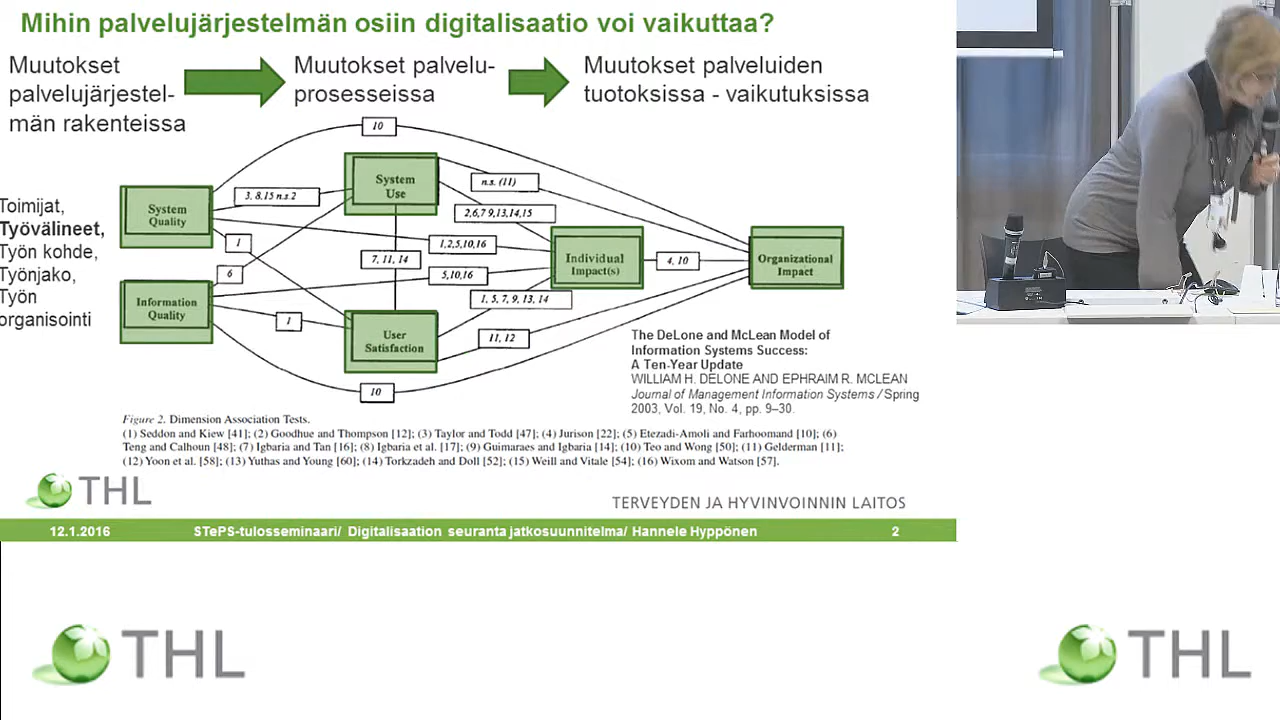 Mihin palvelujärjestelmän osiin digitalisaatio voi vaikuttaa?
Muutokset
palvelujärjestel-
män rakenteissa
Muutokset palvelu-
prosesseissa
Muutokset palveluiden
tuotoksissa - vaikutuksissa
Toimijat,
Työvälineet,
Työn kohde,
Työnjako,
Työn
organisointi
10
3, 8,15 n.s.2
System
Use
n.s. (11)
System
Quality
2,6,7 9,13,14,15
1
1,2,5,10,16
7, 11, 14
Individual
Impact(s)
4, 10
Organizational
Impact
6
5,10,16
Information
Quality
1, 5, 7, 9, 13, 14
1
User
Satisfaction
11, 12
10
The DeLone and McLean Model of
Information Systems Success:
A Ten-Year Update
WILLIAM H. DELONE AND EPHRAIM R. MCLEAN
Journal of Management Information Systems / Spring
2003, Vol. 19, No. 4, pp. 9–30.
Figure 2. Dimension Association Tests.
(1) Seddon and Kiew [41]; (2) Goodhue and Thompson [12]; (3) Taylor and Todd [47]; (4) Jurison [22]; (5) Etezadi-Amoli and Farhoomand [10]; (6)
Teng and Calhoun [48]; (7) Igbaria and Tan [16]; (8) Igbaria et al. [17]; (9) Guimaraes and Igbaria [14]; (10) Teo and Wong [50]; (11) Gelderman [11];
(12) Yoon et al. [58]; (13) Yuthas and Young [60]; (14) Torkzadeh and Doll [52]; (15) Weill and Vitale [54]; (16) Wixom and Watson [57].
THL
TERVEYDEN JA HYVINVOINNIN LAITOS
12.1.2016 STePS-tulosseminaari/ Digitalisaation seuranta jatkosuunnitelma/ Hannele Hyppönen 2
THL
THL